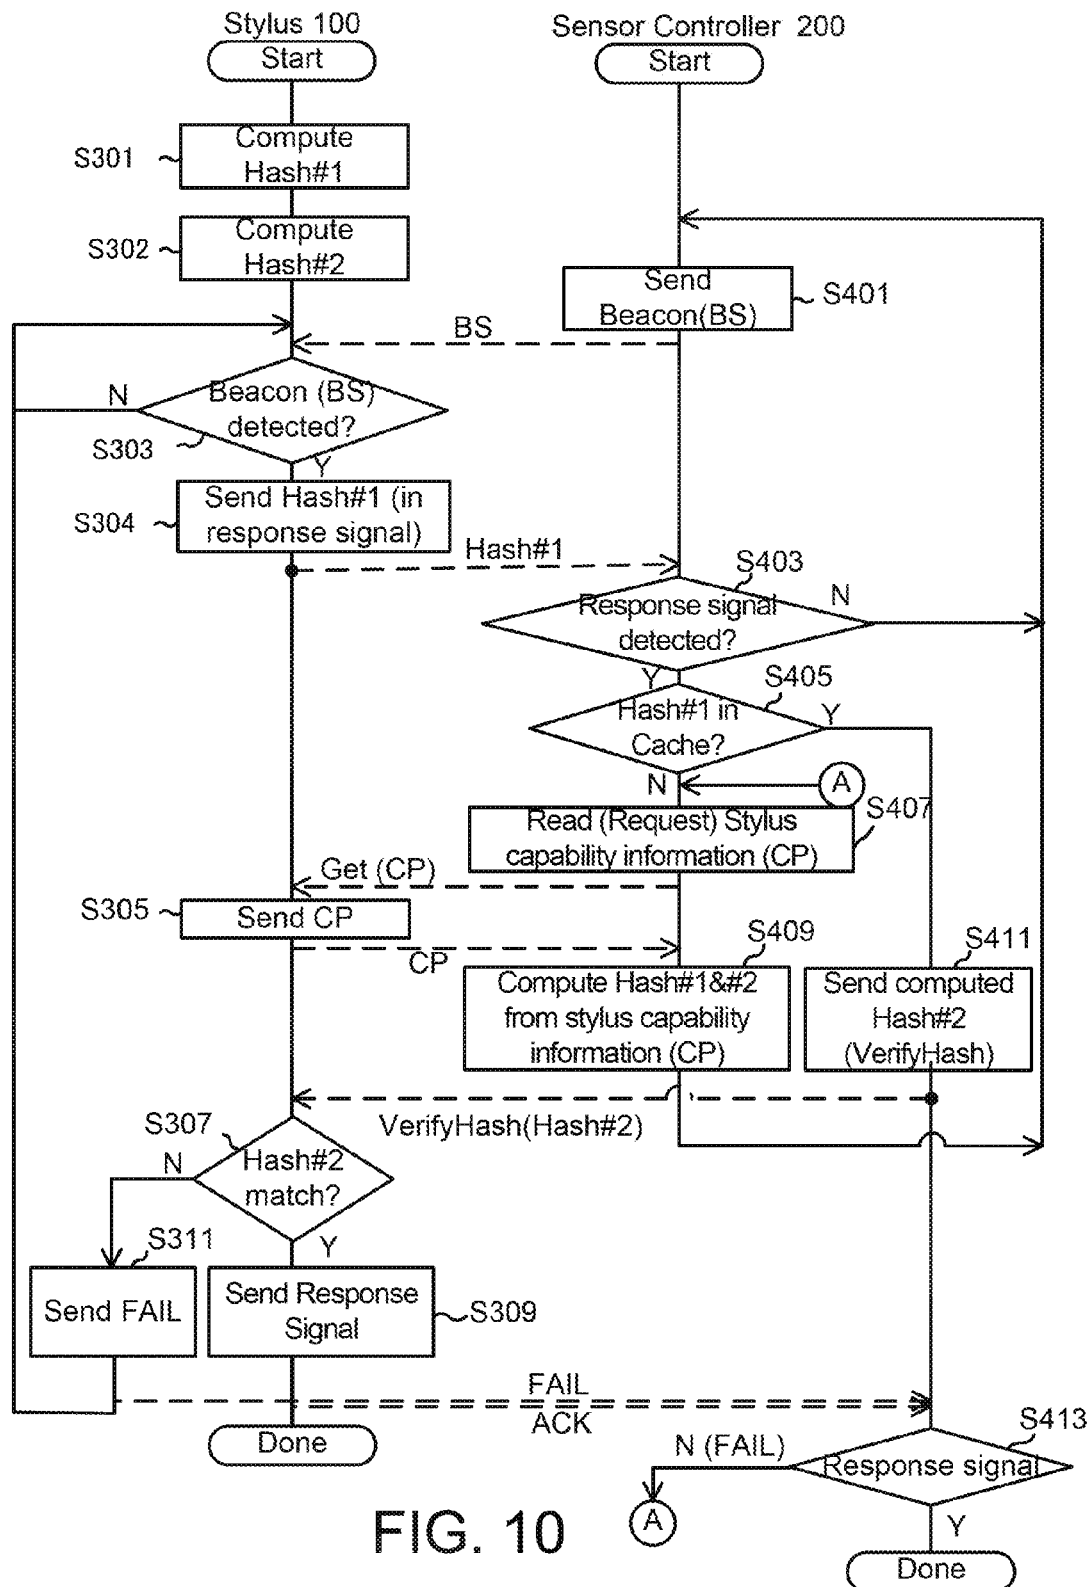 Stylus 100
Sensor Controller 200
Start
Start
S301
Compute
Hash#1
S302
Compute
Hash#2
Send
Beacon(BS)
S401
BS
N
Beacon (BS)
detected?
S303
Y
S304
Send Hash#1 (in
response signal)
Hash#1
S403
Response signal
detected?
N
Y
S405
Hash#1 in
Cache?
Y
N
A
S407
Read (Request) Stylus
capability information (CP)
Get (CP)
S305
Send CP
CP
S409
S411
Compute Hash#1&#2
from stylus capability
information (CP)
Send computed
Hash#2
(VerifyHash)
VerifyHash(Hash#2)
S307
N
Hash#2
match?
Y
S311
Send FAIL
Send Response
Signal
S309
FAIL
ACK
Done
S413
N (FAIL)
Response signal
A
Y
Done
FIG. 10